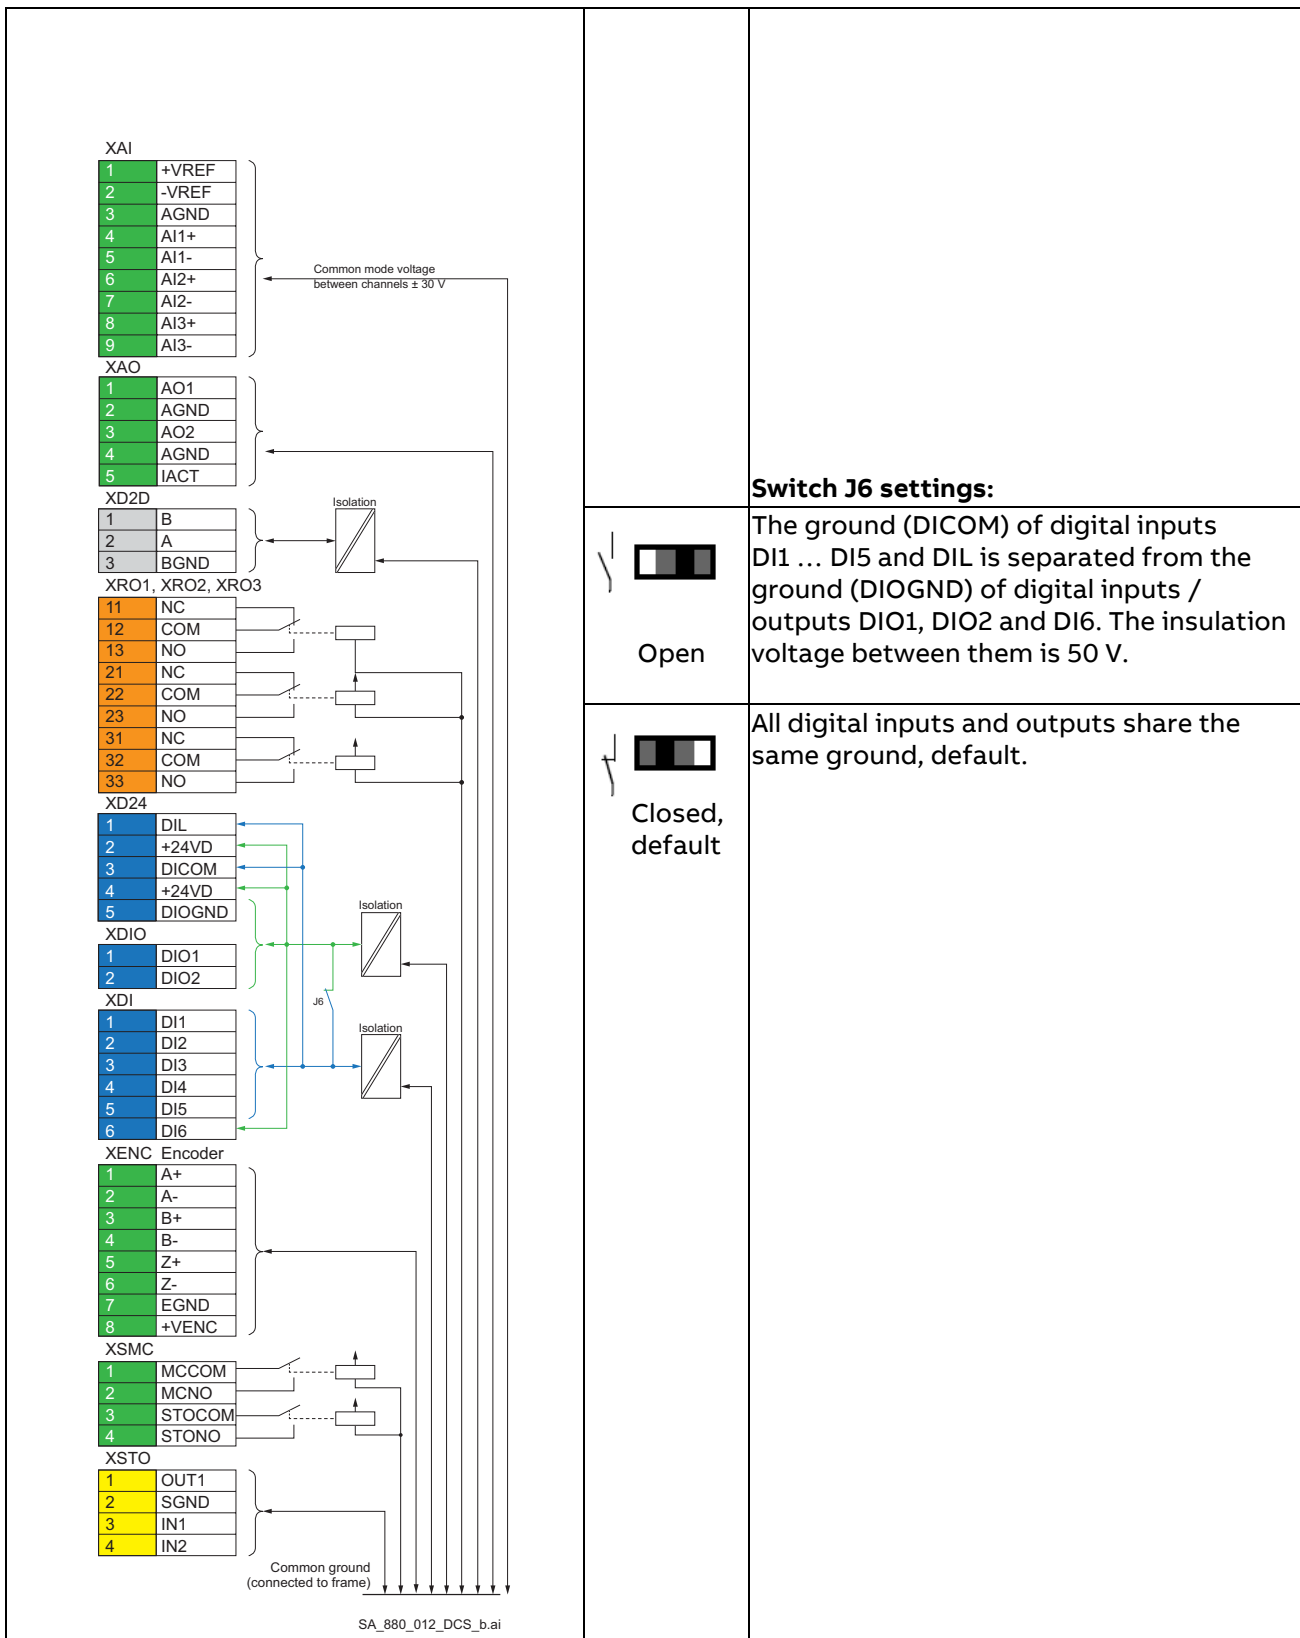 XAI
1 +VREF
2 -VREF
3 AGND
4 AI1+
5 AI1-
6 AI2+
7 AI2-
8 AI3+
9 AI3-
Common mode voltage
between channels ± 30 V
XAO
1 AO1
2 AGND
3 AO2
4 AGND
5 IACT
XD2D
1 B
2 A
3 BGND
Isolation
XRO1, XRO2, XRO3
11 NC
12 COM
13 NO
21 NC
22 COM
23 NO
31 NC
32 COM
33 NO
XD24
1 DIL
2 +24VD
3 DICOM
4 +24VD
5 DIOGND
Isolation
XDIO
1 DIO1
2 DIO2
J6
XDI
1 DI1
2 DI2
3 DI3
4 DI4
5 DI5
6 DI6
Isolation
XENC Encoder
1 A+
2 A-
3 B+
4 B-
5 Z+
6 Z-
7 EGND
8 +VENC
XSMC
1 MCCOM
2 MCNO
3 STOCOM
4 STONO
XSTO
1 OUT1
2 SGND
3 IN1
4 IN2
Common ground
(connected to frame)
SA_880_012_DCS_b.ai
Switch J6 settings:
Open
The ground (DICOM) of digital inputs
DI1 … DI5 and DIL is separated from the
ground (DIOGND) of digital inputs /
outputs DIO1, DIO2 and DI6. The insulation
voltage between them is 50 V.
Closed,
default
All digital inputs and outputs share the
same ground, default.